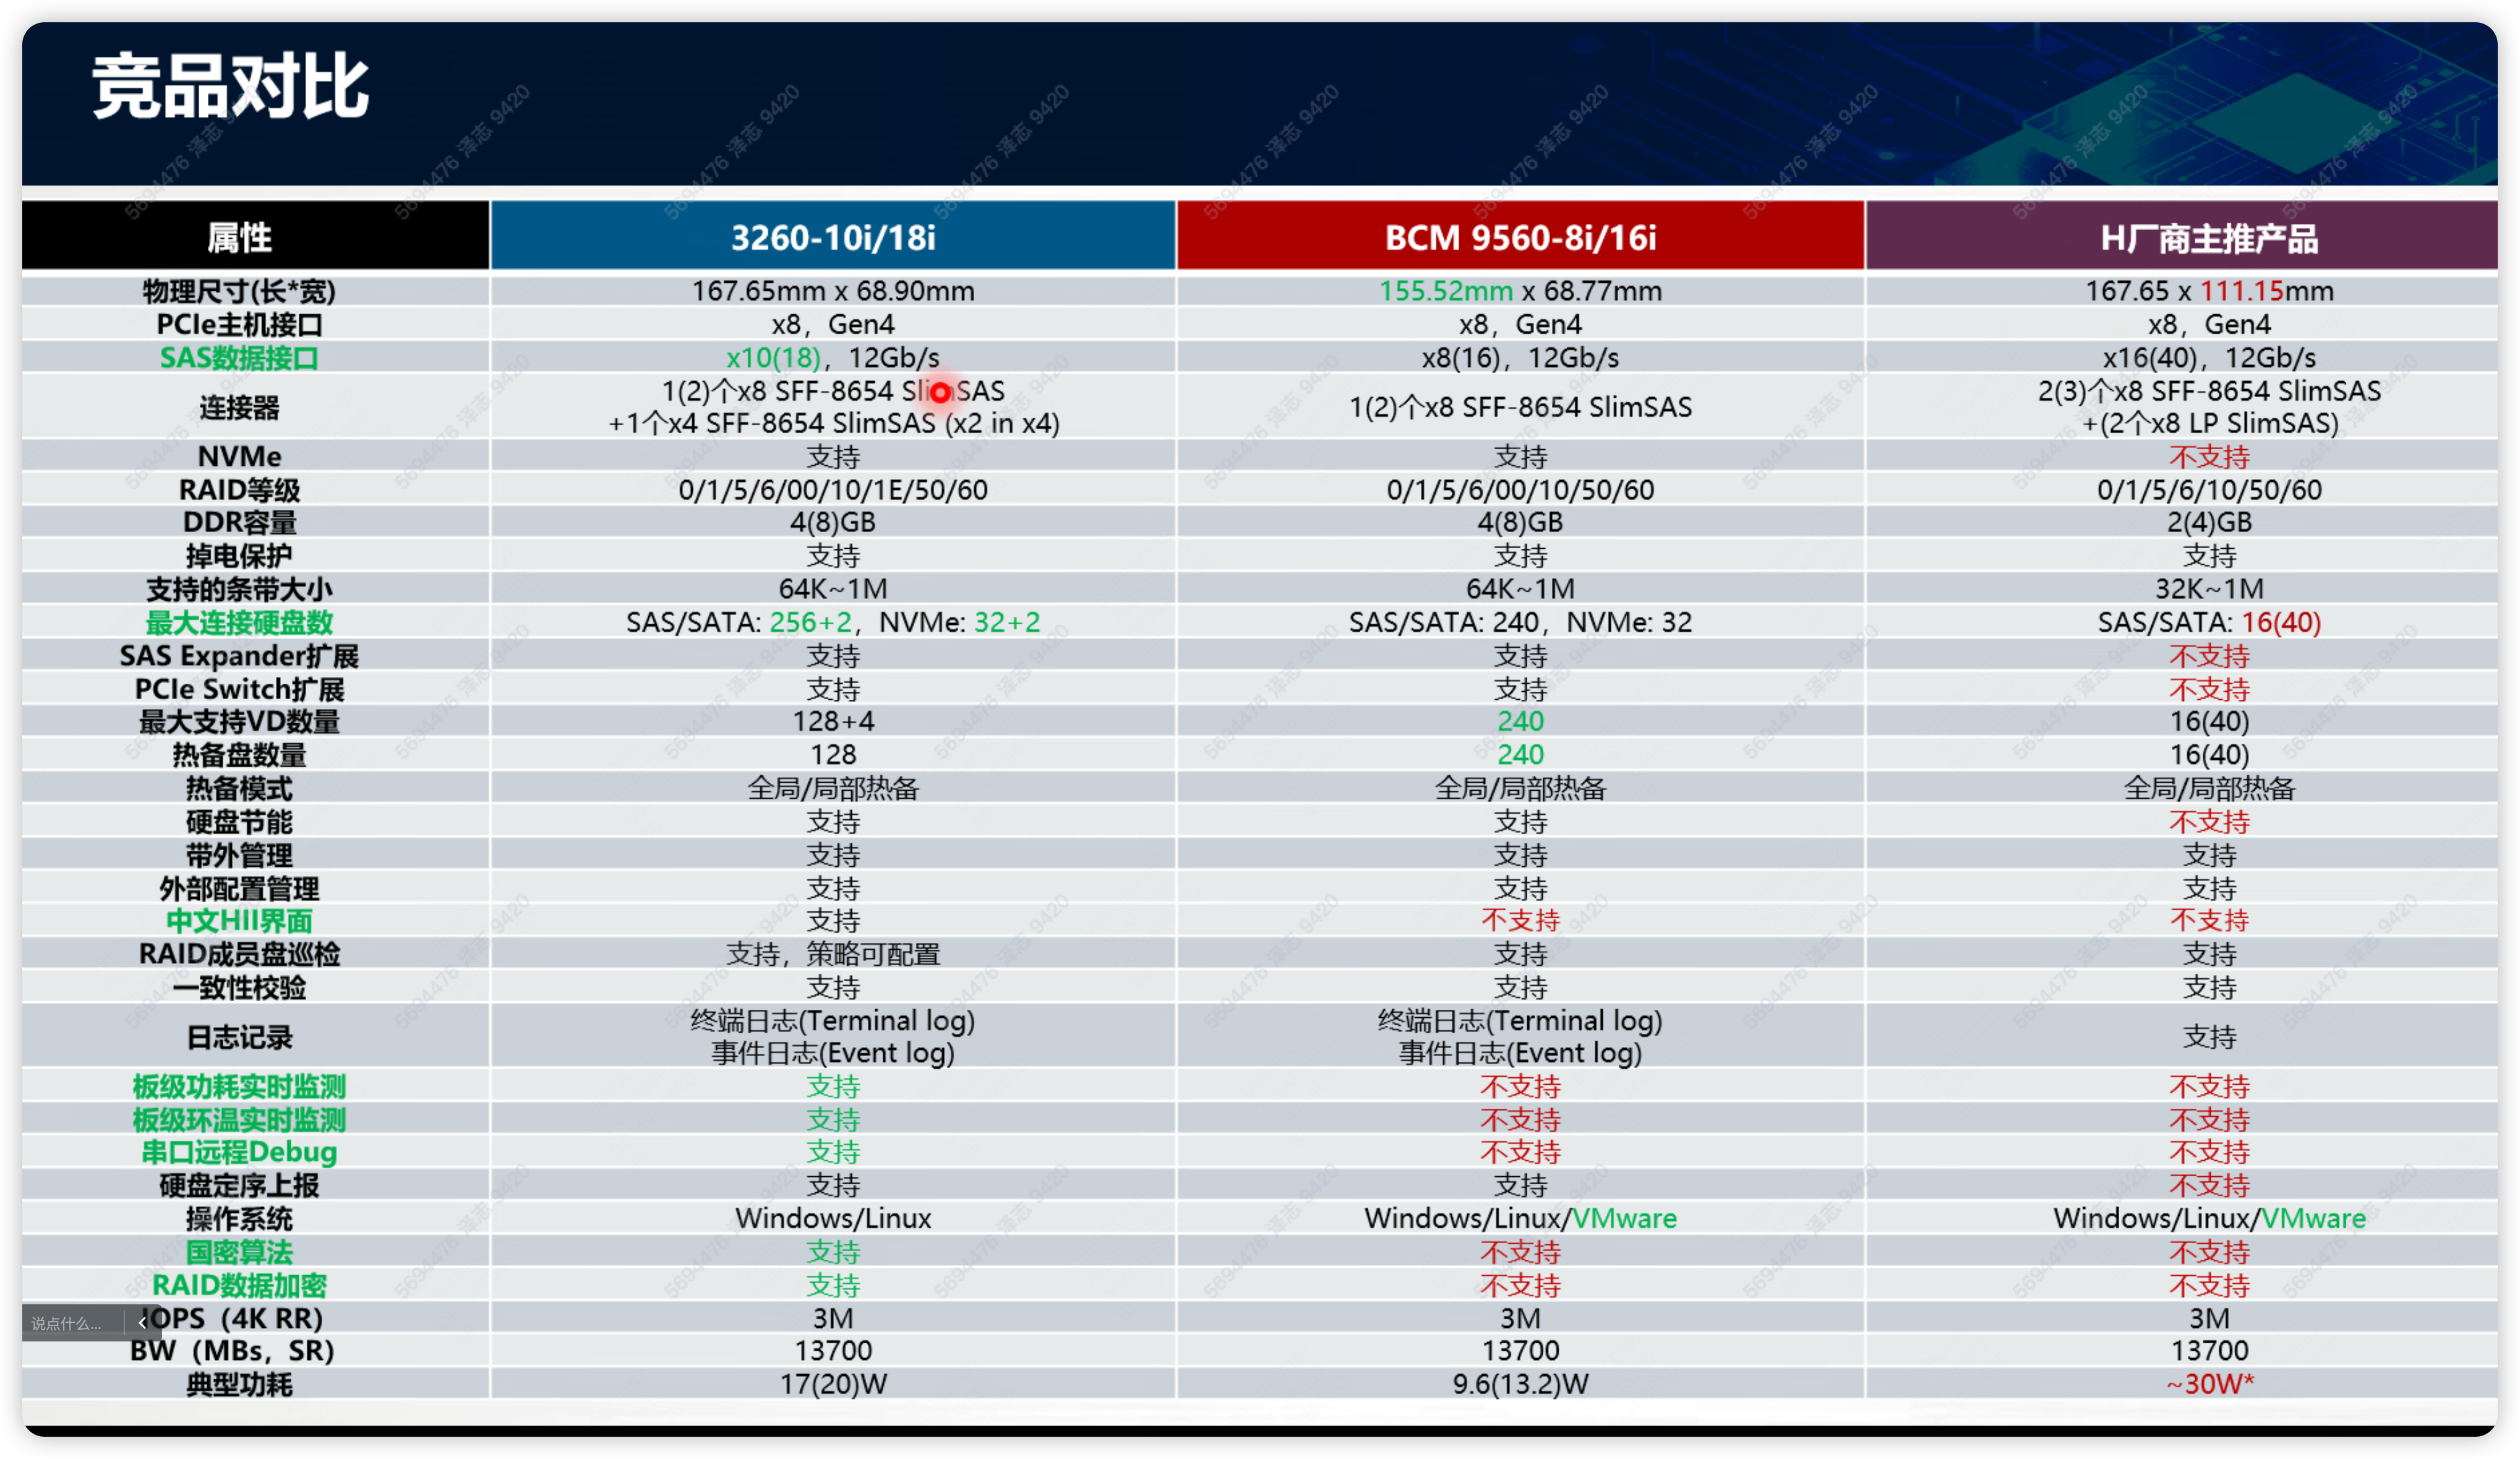 竞品对比
属性 3260-10i/18i BCM 9560-8i/16i H厂商主推产品
物理尺寸(长*宽) 167.65mm x 68.90mm 155.52mm x 68.77mm 167.65 x 111.15mm
PCIe主机接口 x8，Gen4 x8，Gen4 x8，Gen4
SAS数据接口 x10(18)，12Gb/s x8(16)，12Gb/s x16(40)，12Gb/s
连接器 1(2)个x8 SFF-8654 SlimSAS +1个x4 SFF-8654 SlimSAS (x2 in x4) 1(2)个x8 SFF-8654 SlimSAS 2(3)个x8 SFF-8654 SlimSAS +(2个x8 LP SlimSAS)
NVMe 支持 支持 不支持
RAID等级 0/1/5/6/00/10/1E/50/60 0/1/5/6/00/10/50/60 0/1/5/6/10/50/60
DDR容量 4(8)GB 4(8)GB 2(4)GB
掉电保护 支持 支持 支持
支持的条带大小 64K~1M 64K~1M 32K~1M
最大连接硬盘数 SAS/SATA: 256+2，NVMe: 32+2 SAS/SATA: 240，NVMe: 32 SAS/SATA: 16(40)
SAS Expander扩展 支持 支持 不支持
PCIe Switch扩展 支持 支持 不支持
最大支持VD数量 128+4 240 16(40)
热备盘数量 128 240 16(40)
热备模式 全局/局部热备 全局/局部热备 全局/局部热备
硬盘节能 支持 支持 不支持
带外管理 支持 支持 支持
外部配置管理 支持 支持 支持
中文HII界面 支持 不支持 不支持
RAID成员盘巡检 支持，策略可配置 支持 支持
一致性校验 支持 支持 支持
日志记录 终端日志(Terminal log) 事件日志(Event log) 终端日志(Terminal log) 事件日志(Event log) 支持
板级功耗实时监测 支持 不支持 不支持
板级环温实时监测 支持 不支持 不支持
串口远程Debug 支持 不支持 不支持
硬盘定序上报 支持 支持 不支持
操作系统 Windows/Linux Windows/Linux/VMware Windows/Linux/VMware
国密算法 支持 不支持 不支持
RAID数据加密 支持 不支持 不支持
IOPS（4K RR) 3M 3M 3M
说点什么...
BW（MBs，SR) 13700 13700 13700
典型功耗 17(20)W 9.6(13.2)W ~30W*
5694476 泽志 9420